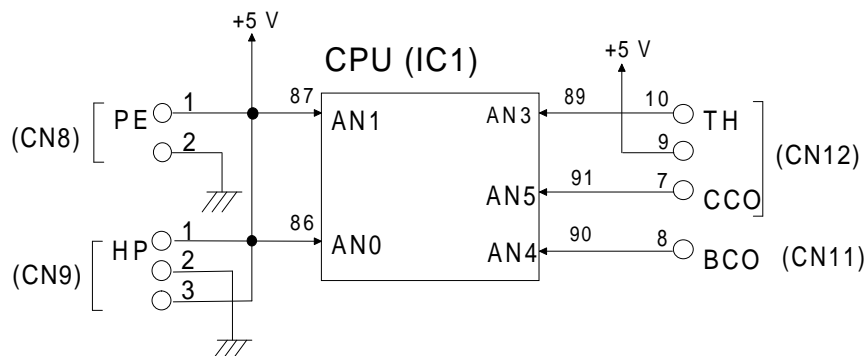 +5 V
CPU (IC1)
+5 V
(CN8)
PE
1
2
87
AN1
AN3
89
10
TH
9
(CN12)
AN5
91
7
CCO
(CN9)
HP
1
2
3
86
AN0
AN4
90
8
BCO
(CN11)